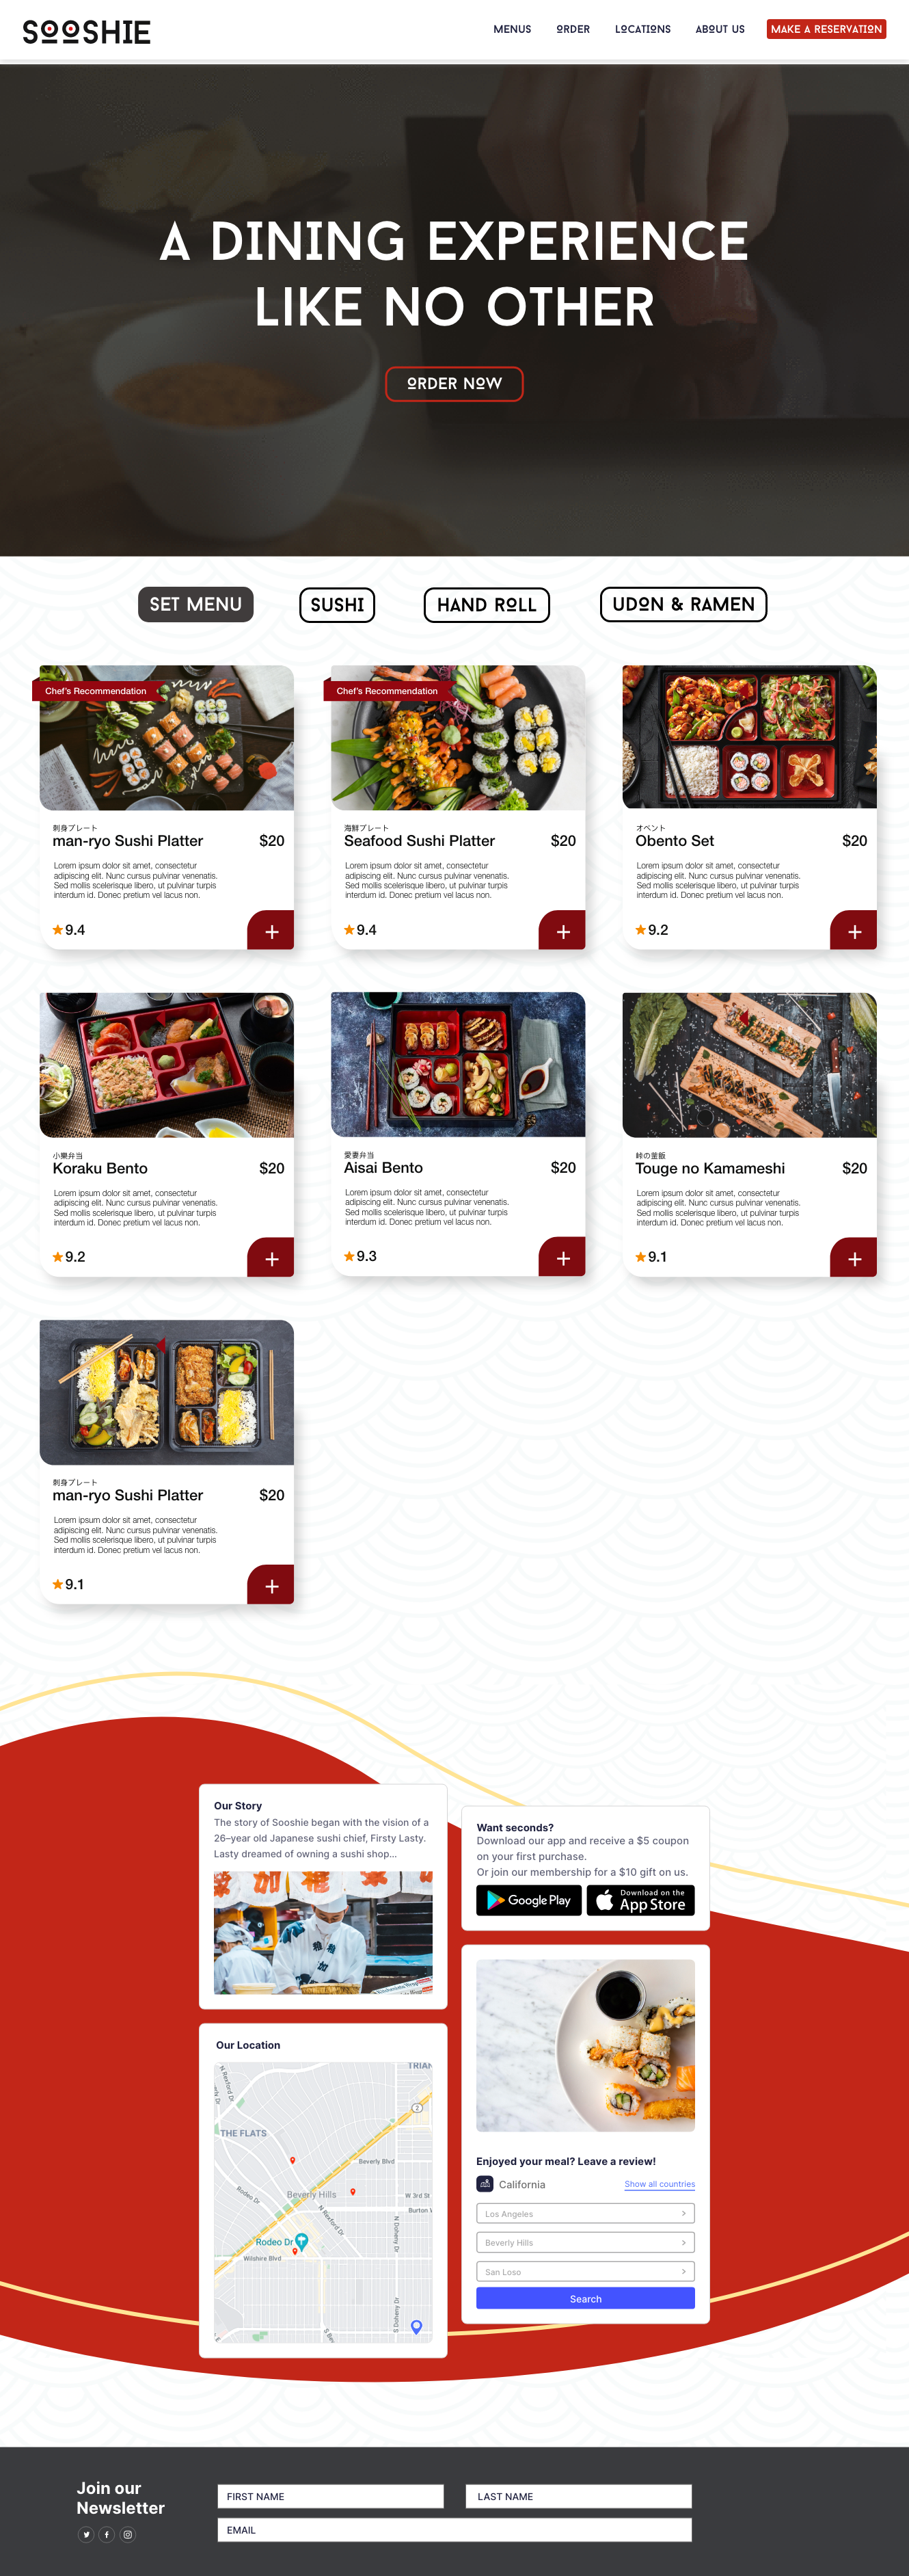 SOOSHIE
MENUS
ORDER
LOCATIONS
ABOUT US
MAKE A RESERVATION
A DINING EXPERIENCE
LIKE NO OTHER
ORDER NOW
SET MENU
SUSHI
HAND ROLL
UDON & RAMEN
Chef's Recommendation
刺身プレート
man-ryo Sushi Platter $20
Lorem ipsum dolor sit amet, consectetur
adipiscing elit. Nunc cursus pulvinar venenatis.
Sed mollis scelerisque libero, ut pulvinar turpis
interdum id. Donec pretium vel lacus non.
9.4
+
Chef's Recommendation
海鮮プレート
Seafood Sushi Platter $20
Lorem ipsum dolor sit amet, consectetur
adipiscing elit. Nunc cursus pulvinar venenatis.
Sed mollis scelerisque libero, ut pulvinar turpis
interdum id. Donec pretium vel lacus non.
9.4
+
オベント
Obento Set $20
Lorem ipsum dolor sit amet, consectetur
adipiscing elit. Nunc cursus pulvinar venenatis.
Sed mollis scelerisque libero, ut pulvinar turpis
interdum id. Donec pretium vel lacus non.
9.2
+
小樂弁当
Koraku Bento $20
Lorem ipsum dolor sit amet, consectetur
adipiscing elit. Nunc cursus pulvinar venenatis.
Sed mollis scelerisque libero, ut pulvinar turpis
interdum id. Donec pretium vel lacus non.
9.2
+
愛妻弁当
Aisai Bento $20
Lorem ipsum dolor sit amet, consectetur
adipiscing elit. Nunc cursus pulvinar venenatis.
Sed mollis scelerisque libero, ut pulvinar turpis
interdum id. Donec pretium vel lacus non.
9.3
+
峠の釜飯
Touge no Kamameshi $20
Lorem ipsum dolor sit amet, consectetur
adipiscing elit. Nunc cursus pulvinar venenatis.
Sed mollis scelerisque libero, ut pulvinar turpis
interdum id. Donec pretium vel lacus non.
9.1
+
刺身プレート
man-ryo Sushi Platter $20
Lorem ipsum dolor sit amet, consectetur
adipiscing elit. Nunc cursus pulvinar venenatis.
Sed mollis scelerisque libero, ut pulvinar turpis
interdum id. Donec pretium vel lacus non.
9.1
+
Our Story
The story of Sooshie began with the vision of a
26–year old Japanese sushi chief, Firsty Lasty.
Lasty dreamed of owning a sushi shop...
Want seconds?
Download our app and receive a $5 coupon
on your first purchase.
Or join our membership for a $10 gift on us.
Google Play
Download on the
App Store
Our Location
TRIAN
N Rexford Dr
2
THE FLATS
Beverly Blvd
Rodeo Dr
Beverly Hills
W 3rd St
Burton
N Rexford Dr
N Doheny Dr
Rodeo Dr
Wilshire Blvd
S Doheny Dr
S Bev
Enjoyed your meal? Leave a review!
California
Show all countries
Los Angeles
Beverly Hills
San Loso
Search
Join our
Newsletter
FIRST NAME
LAST NAME
EMAIL